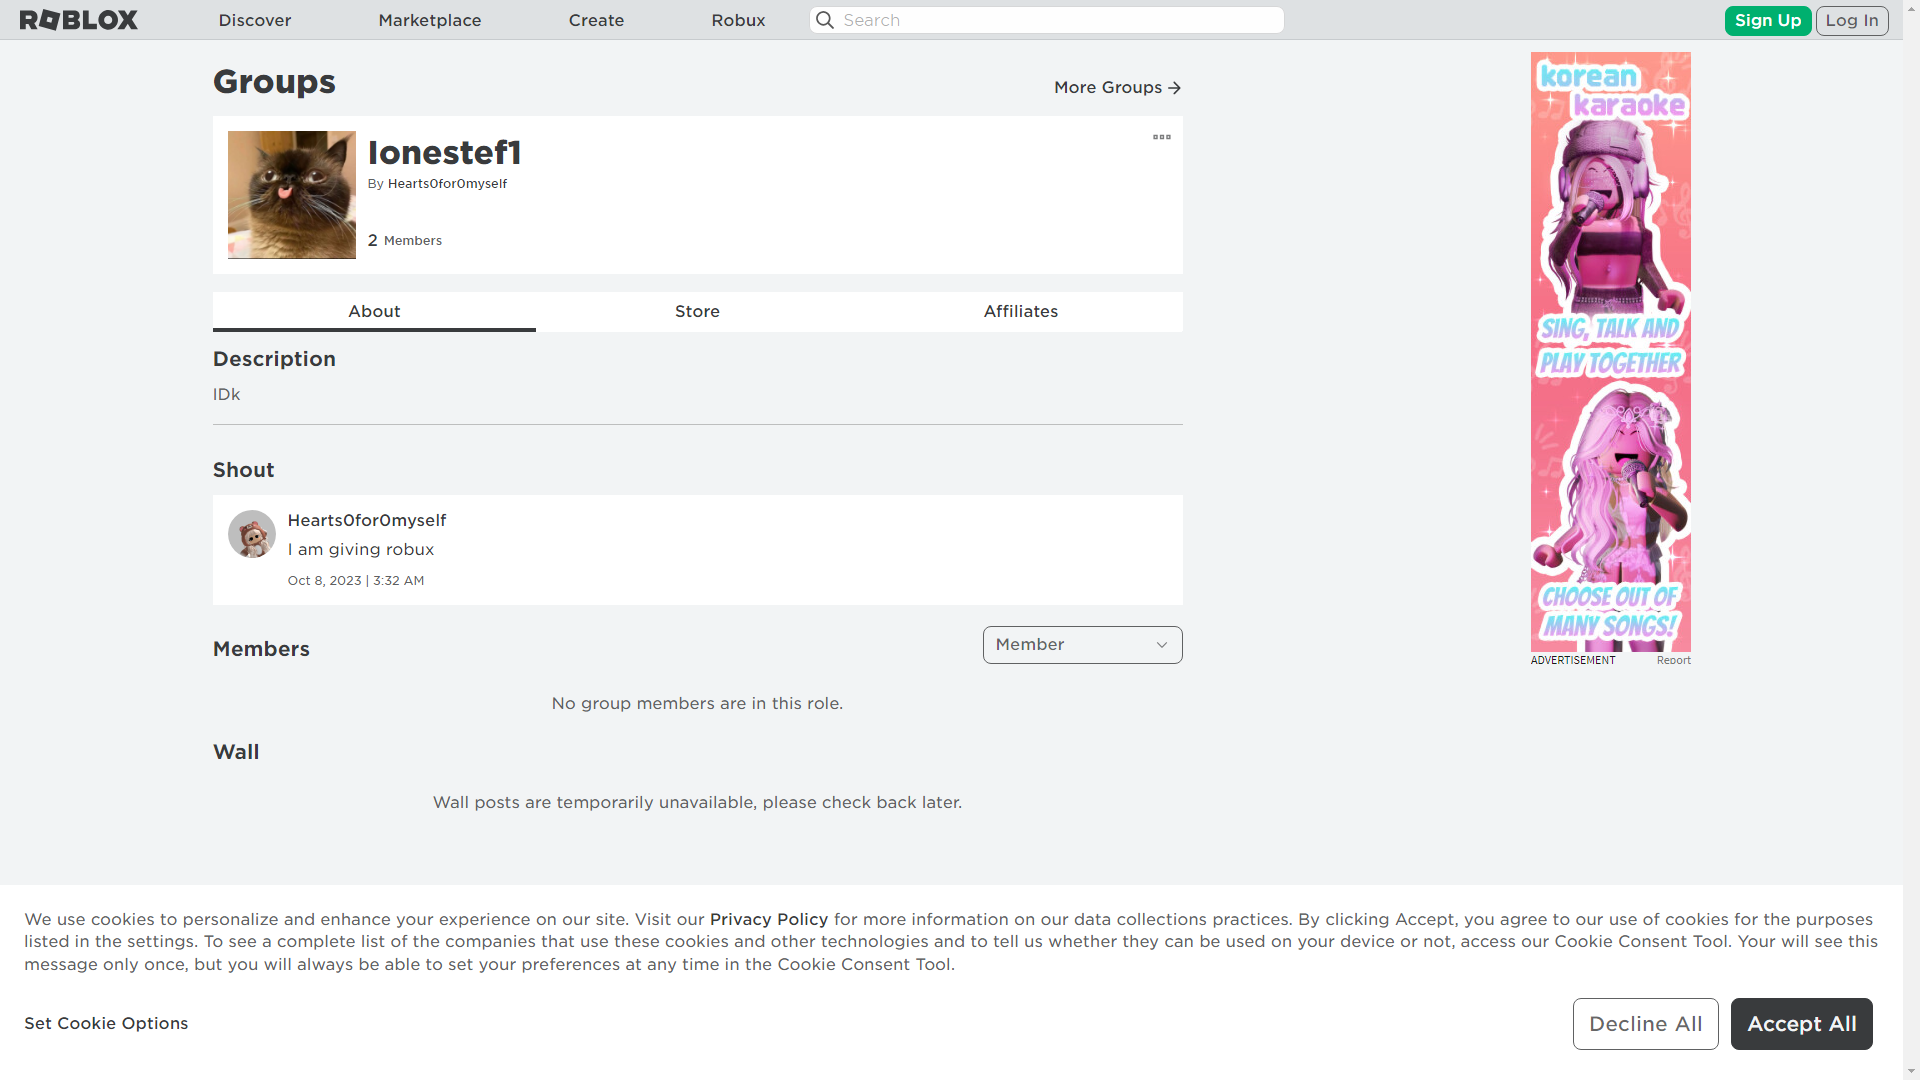 ROBLOX
Discover
Marketplace
Create
Robux
Search
Sign Up
Log In
Groups
More Groups
Ionestef1
By Hearts0for0myself
2 Members
About
Store
Affiliates
Description
IDk
Shout
Hearts0for0myself
I am giving robux
Oct 8, 2023 | 3:32 AM
Members
Member
No group members are in this role.
Wall
Wall posts are temporarily unavailable, please check back later.
korean
karaoke
SING, TALK AND
PLAY TOGETHER
CHOOSE OUT OF
MANY SONGS!
ADVERTISEMENT
Report
We use cookies to personalize and enhance your experience on our site. Visit our Privacy Policy for more information on our data collections practices. By clicking Accept, you agree to our use of cookies for the purposes
listed in the settings. To see a complete list of the companies that use these cookies and other technologies and to tell us whether they can be used on your device or not, access our Cookie Consent Tool. Your will see this
message only once, but you will always be able to set your preferences at any time in the Cookie Consent Tool.
Set Cookie Options
Decline All
Accept All